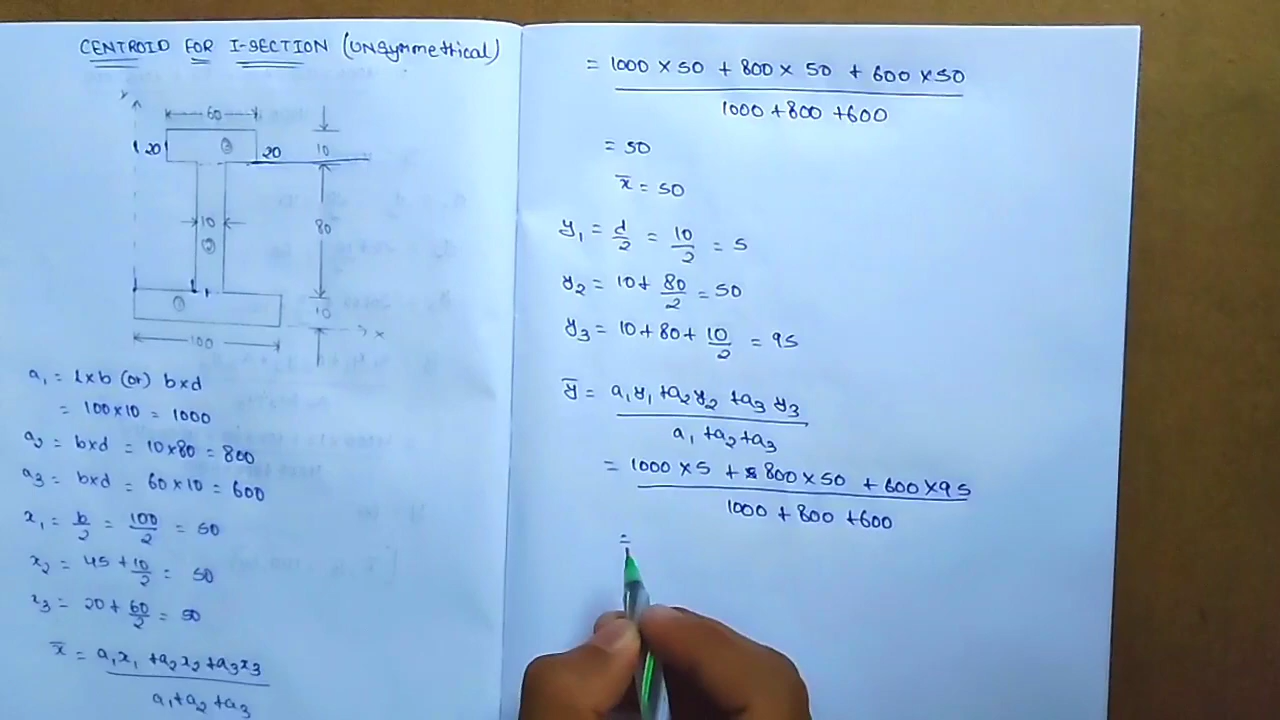 CENTROID FOR I-SECTION (UNSymmetrical)
Y
60
20 ③ 20 10
10 80
②
① 10
X
100
a₁ = l×b (or) b×d
= 100×10 = 1000
a₂ = b×d = 10×80 = 800
a₃ = b×d = 60×10 = 600
x₁ = b/2 = 100/2 = 50
x₂ = 45 + 10/2 = 50
x₃ = 20 + 60/2 = 50
x̄ = a₁x₁ + a₂x₂ + a₃x₃
a₁ + a₂ + a₃
= 1000 × 50 + 800 × 50 + 600 × 50
1000 + 800 + 600
= 50
x̄ = 50
y₁ = d/2 = 10/2 = 5
y₂ = 10 + 80/2 = 50
y₃ = 10 + 80 + 10/2 = 95
ȳ = a₁y₁ + a₂y₂ + a₃y₃
a₁ + a₂ + a₃
= 1000 × 5 + 800 × 50 + 600 × 95
1000 + 800 + 600
=